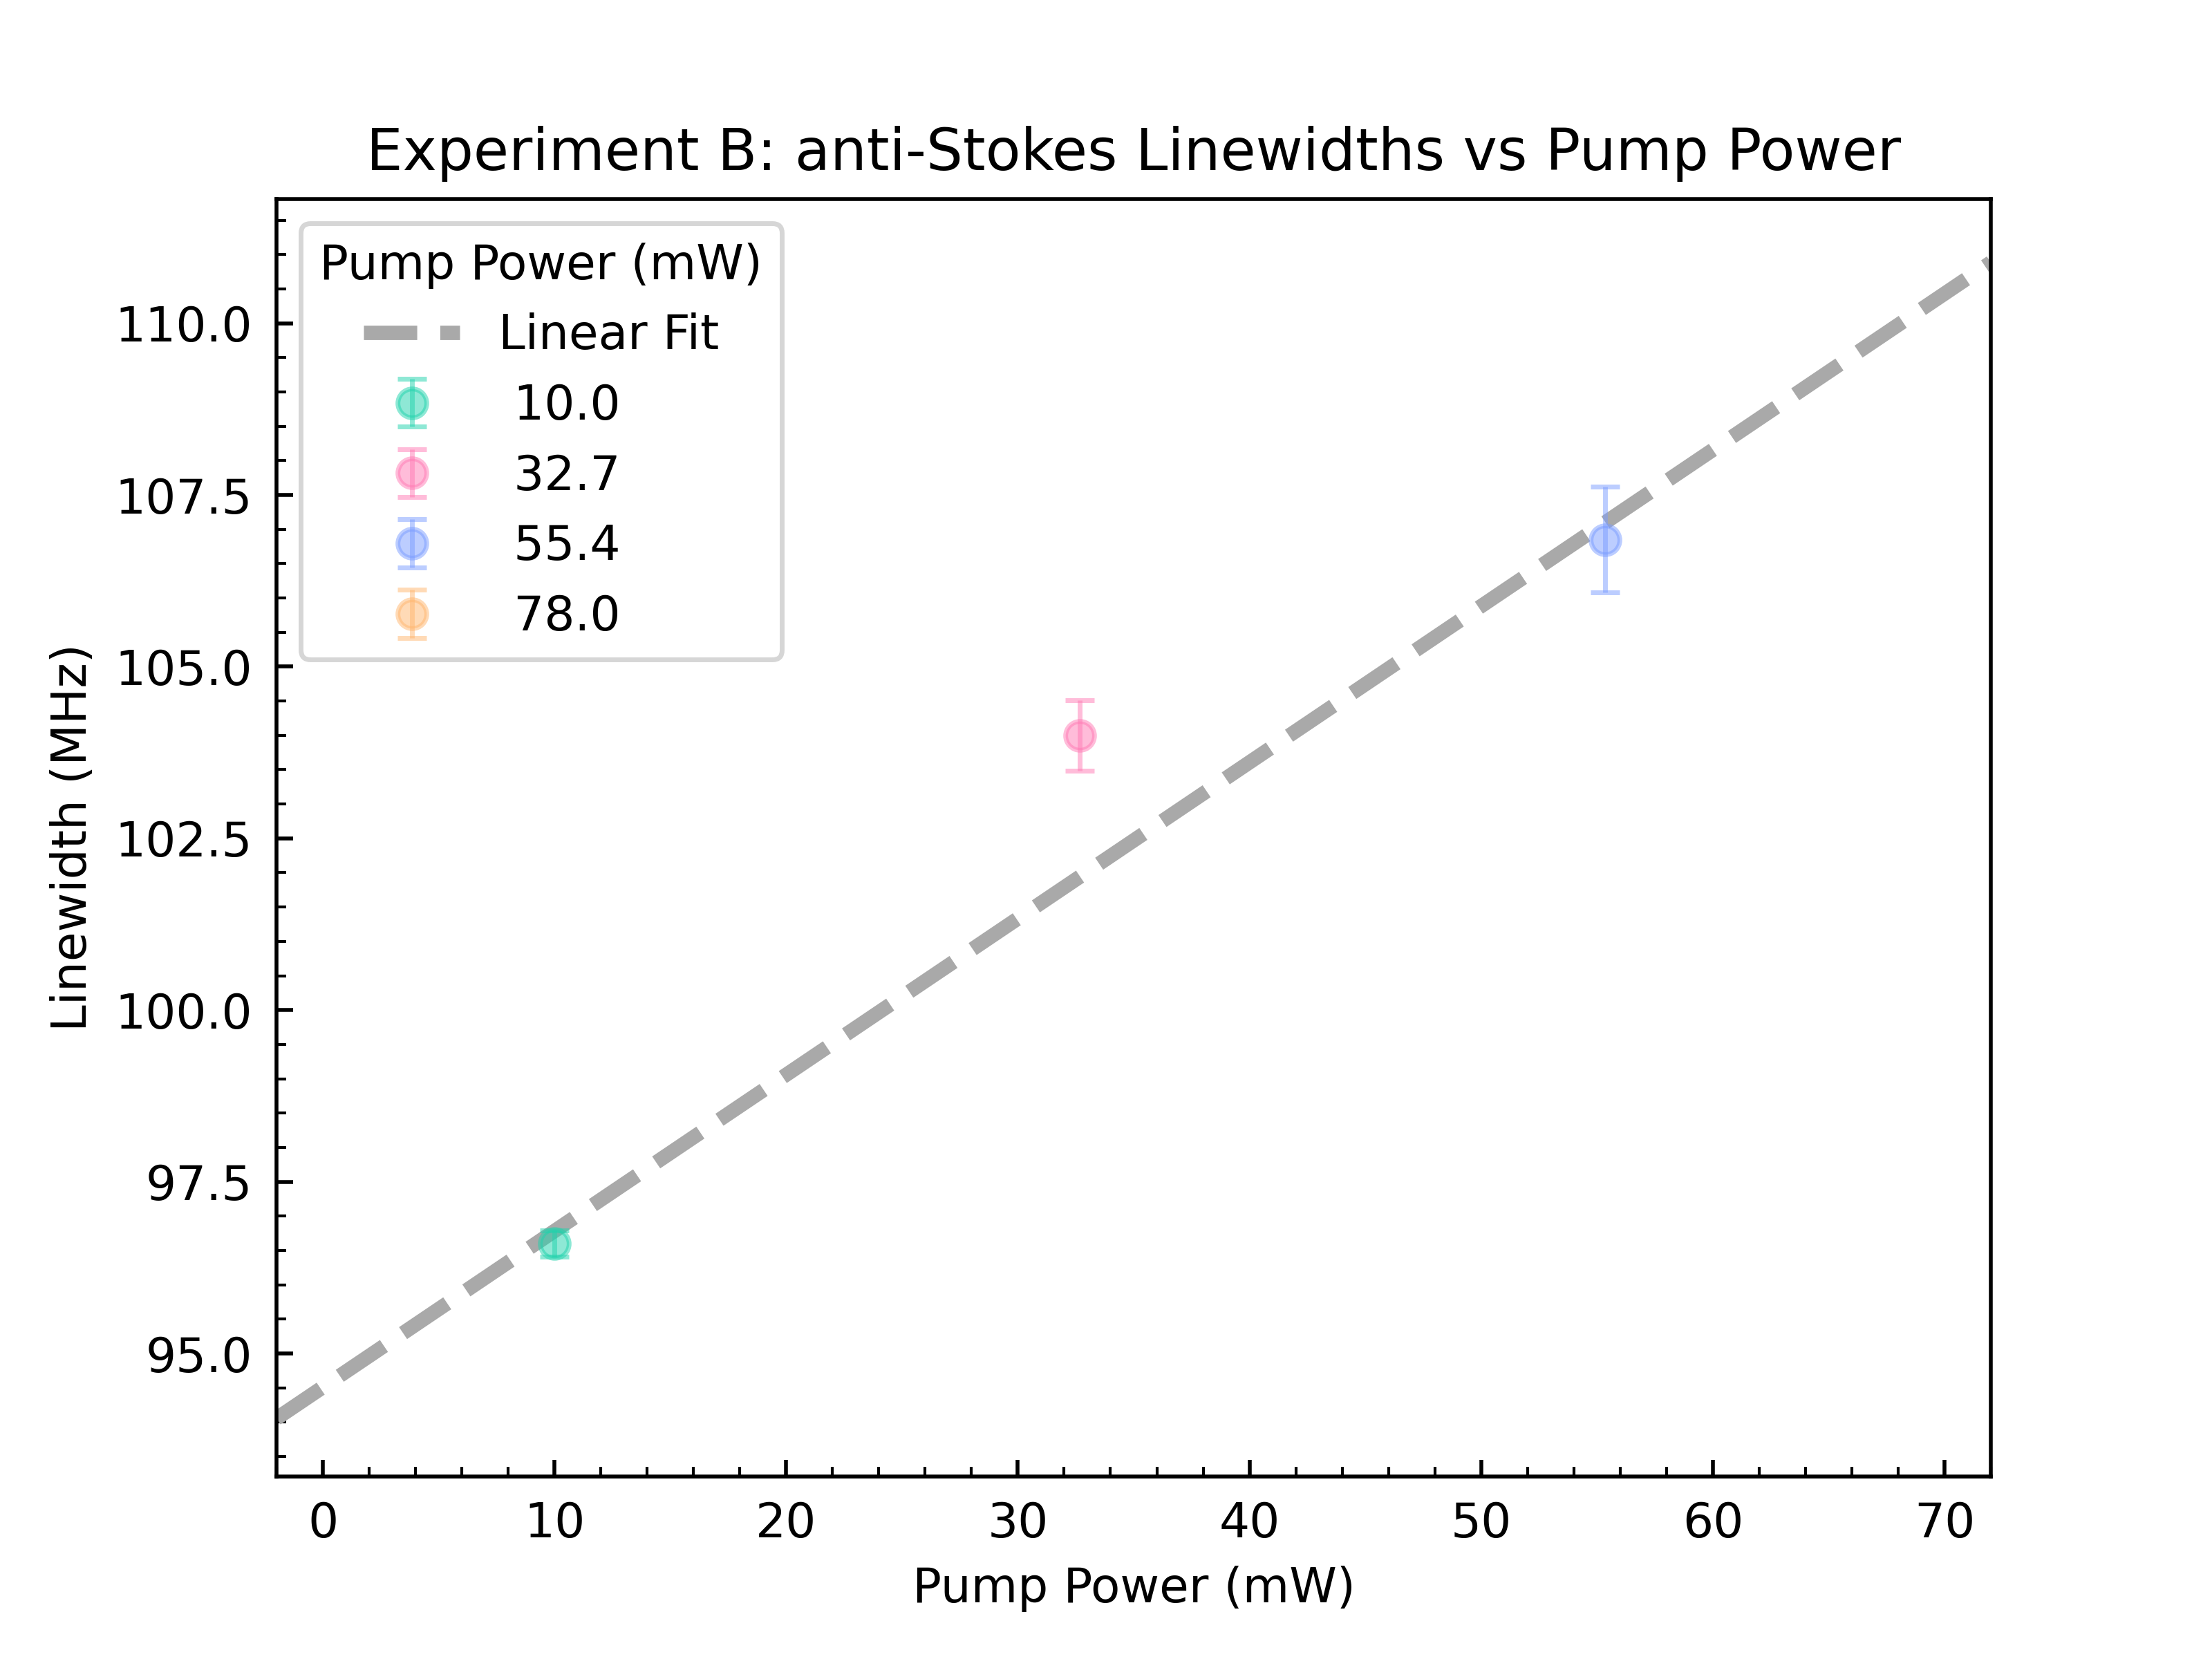 Experiment B: anti-Stokes Linewidths vs Pump Power
Pump Power (mW)
Linear Fit
10.0
32.7
55.4
78.0
110.0
107.5
105.0
102.5
100.0
97.5
95.0
Linewidth (MHz)
0 10 20 30 40 50 60 70
Pump Power (mW)